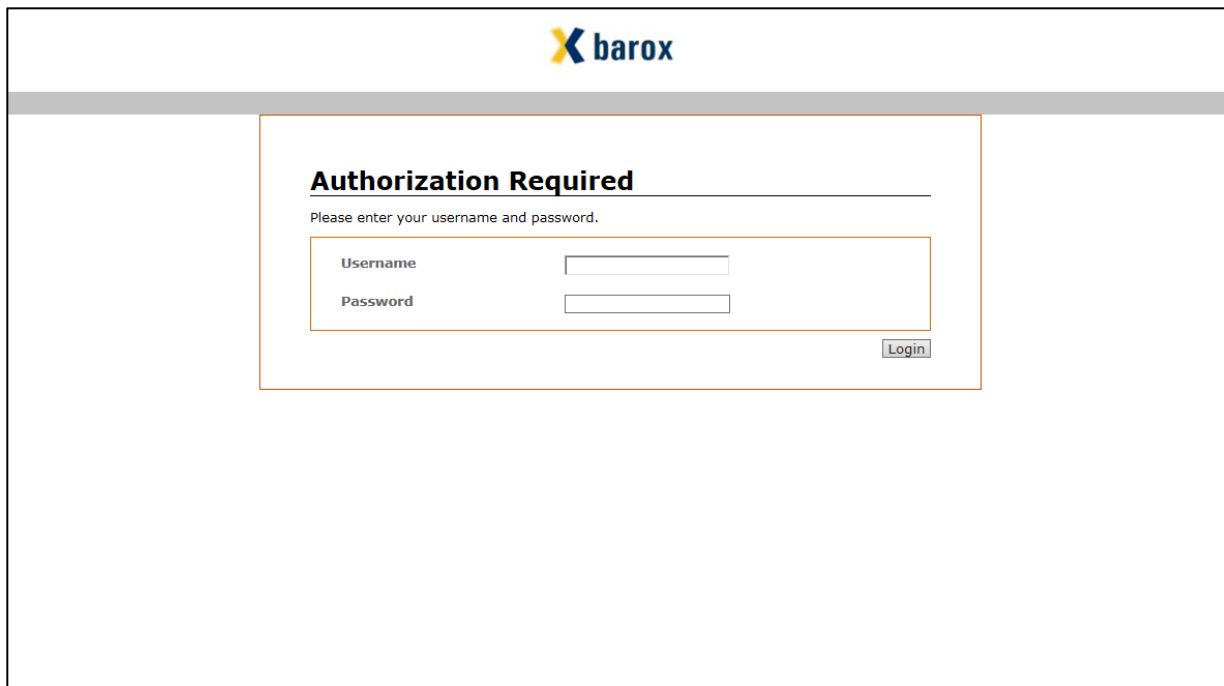 barox
Authorization Required
Please enter your username and password.
Username
Password
Login